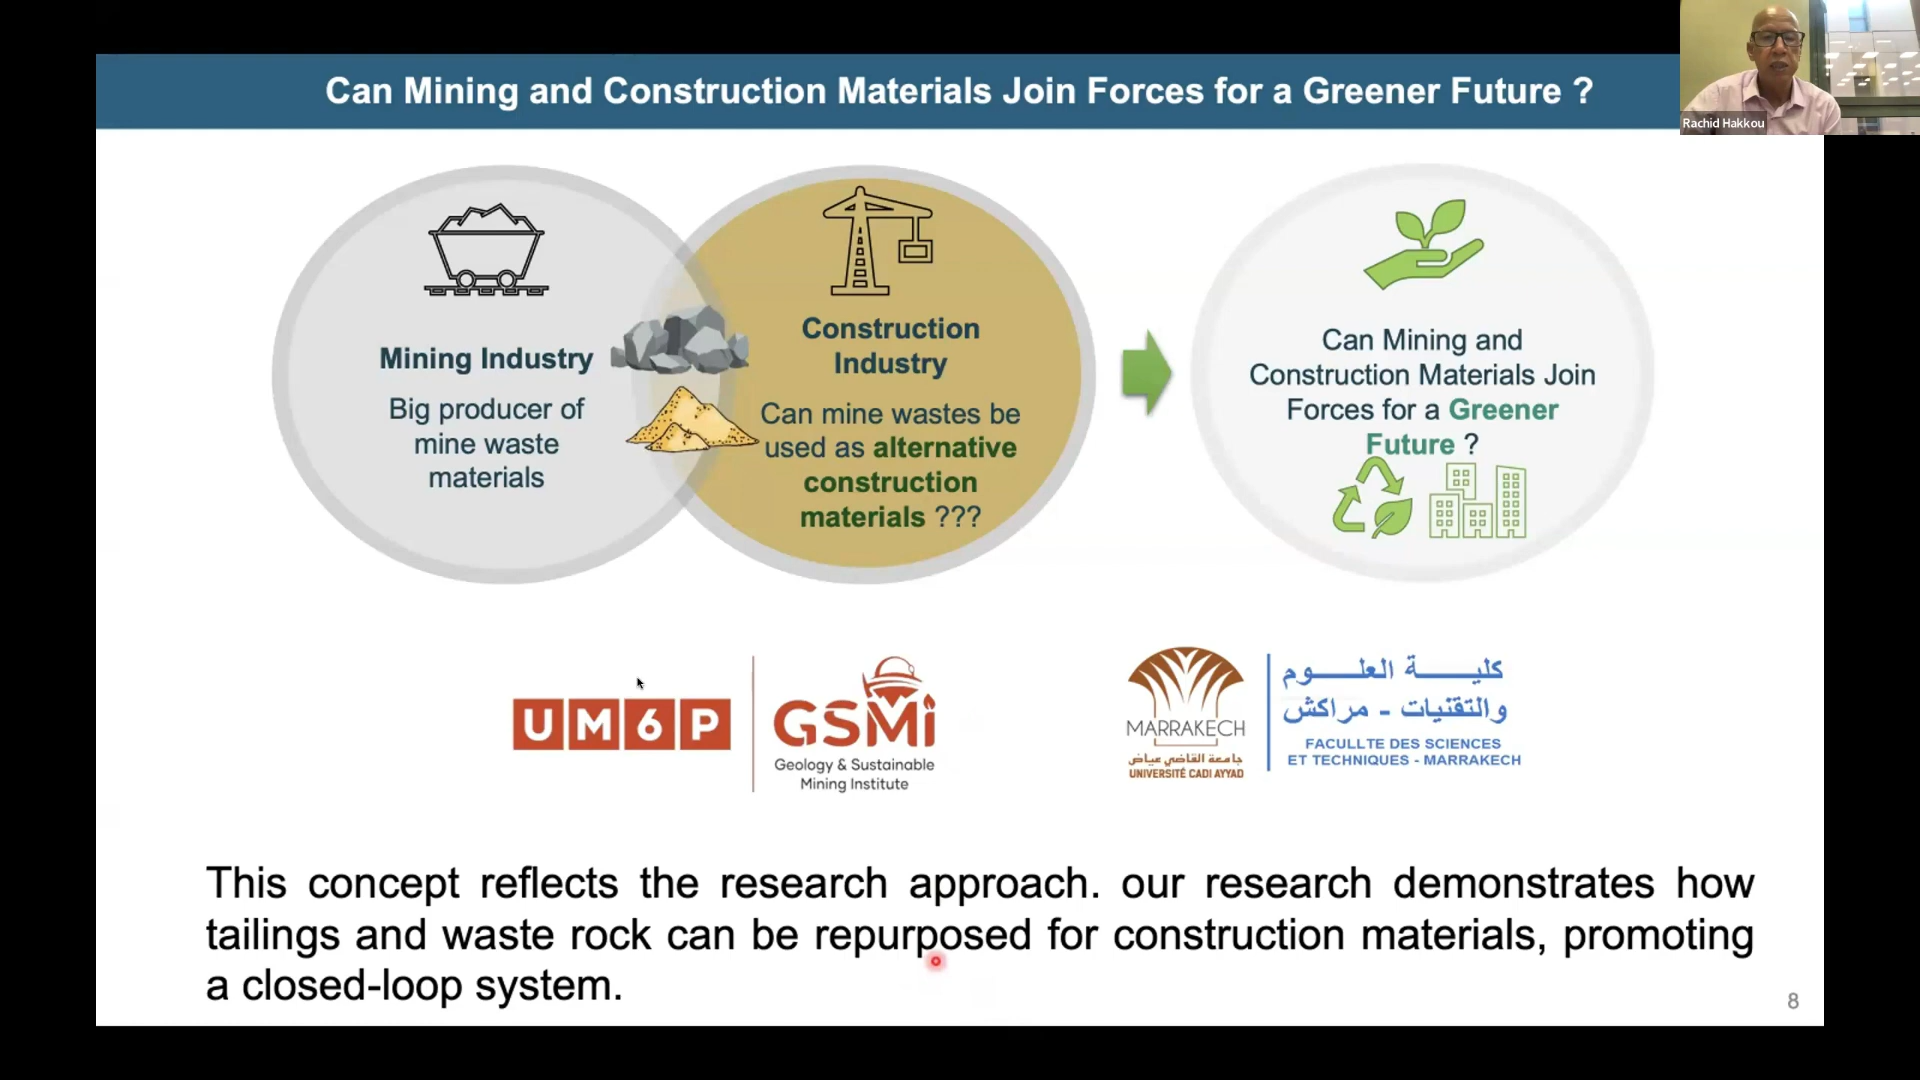 Can Mining and Construction Materials Join Forces for a Greener Future ?
Rachid Hakkou
Mining Industry
Big producer of
mine waste
materials
Construction
Industry
Can mine wastes be
used as alternative
construction
materials ???
Can Mining and
Construction Materials Join
Forces for a Greener
Future ?
UM6P
GSMi
Geology & Sustainable
Mining Institute
MARRAKECH
جامعة القاضي عياض
UNIVERSITÉ CADI AYYAD
كليـــــة العلـــوم
والتقنيات - مراكش
FACULLTE DES SCIENCES
ET TECHNIQUES - MARRAKECH
This concept reflects the research approach. our research demonstrates how
tailings and waste rock can be repurposed for construction materials, promoting
a closed-loop system.
8